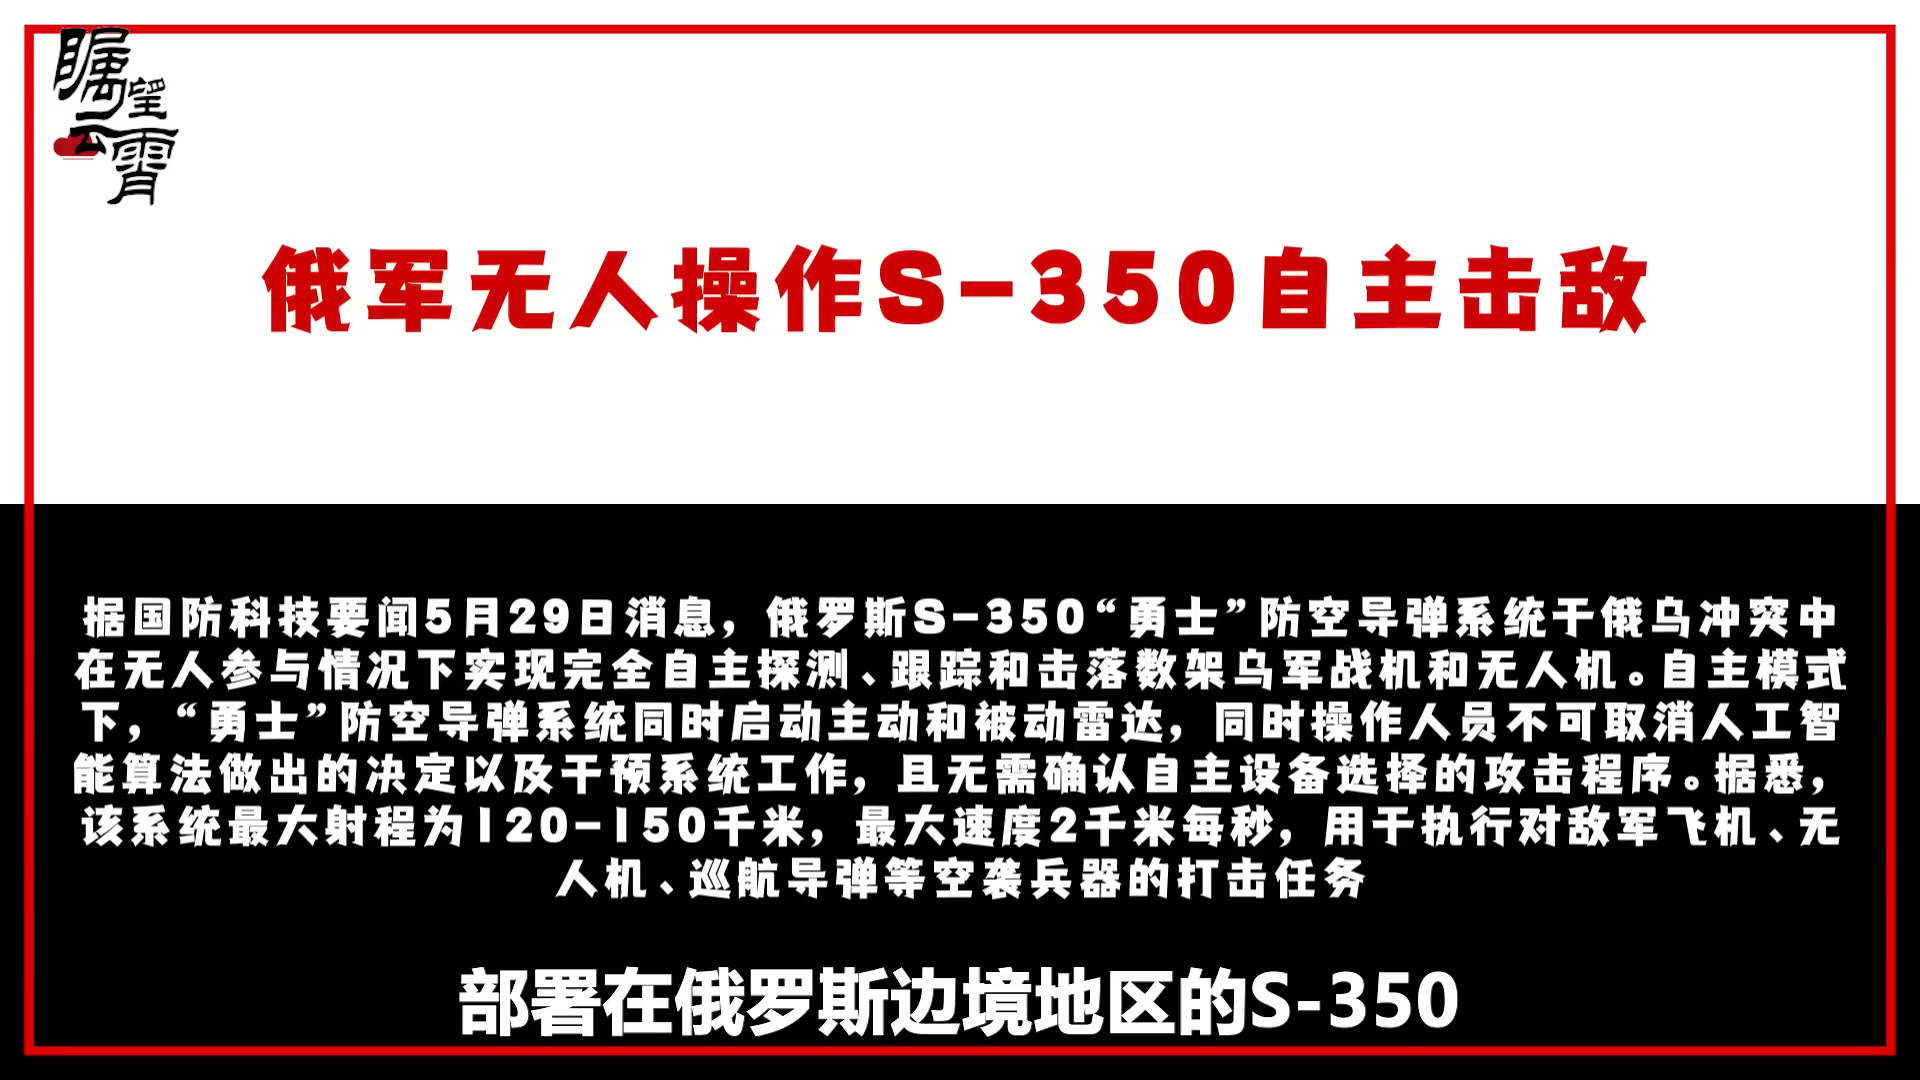 瞩望云霄
俄军无人操作S-350自主击敌
据国防科技要闻5月29日消息，俄罗斯S-350“勇士”防空导弹系统于俄乌冲突中
在无人参与情况下实现完全自主探测、跟踪和击落数架乌军战机和无人机。自主模式
下，“勇士”防空导弹系统同时启动主动和被动雷达，同时操作人员不可取消人工智
能算法做出的决定以及干预系统工作，且无需确认自主设备选择的攻击程序。据悉，
该系统最大射程为120-150千米，最大速度2千米每秒，用于执行对敌军飞机、无
人机、巡航导弹等空袭兵器的打击任务
部署在俄罗斯边境地区的S-350